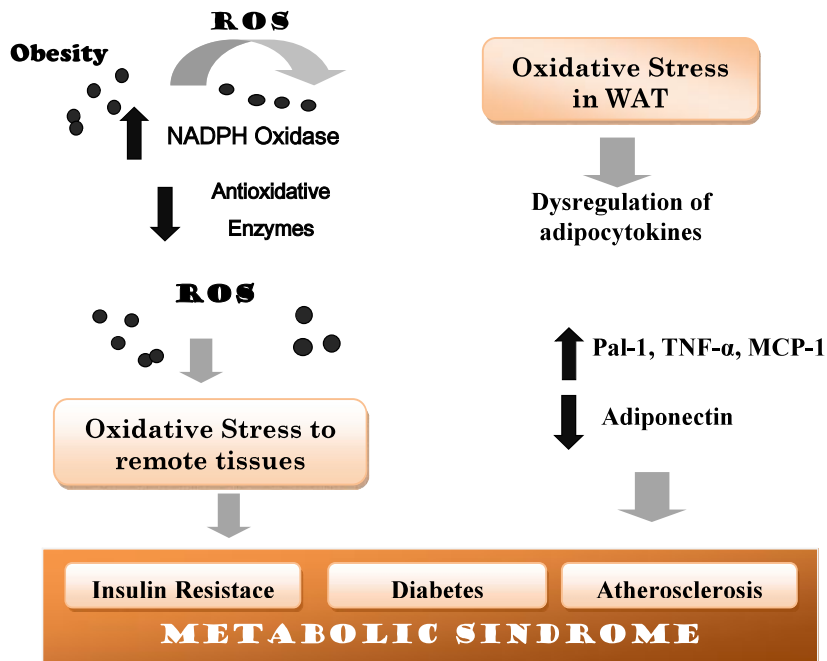 ROS
Obesity
NADPH Oxidase
Antioxidative
Enzymes
ROS
Oxidative Stress to
remote tissues
Oxidative Stress
in WAT
Dysregulation of
adipocytokines
Pal-1, TNF-α, MCP-1
Adiponectin
Insulin Resistace
Diabetes
Atherosclerosis
METABOLIC SINDROME